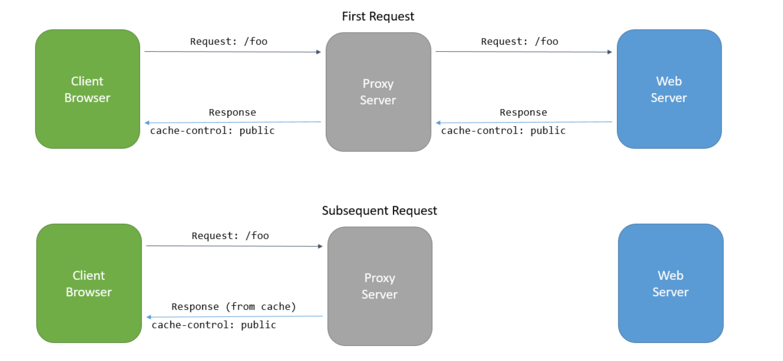 First Request
Request: /foo
Request: /foo
Client
Browser
Proxy
Server
Web
Server
Response
cache-control: public
Response
cache-control: public
Subsequent Request
Request: /foo
Client
Browser
Proxy
Server
Web
Server
Response (from cache)
cache-control: public